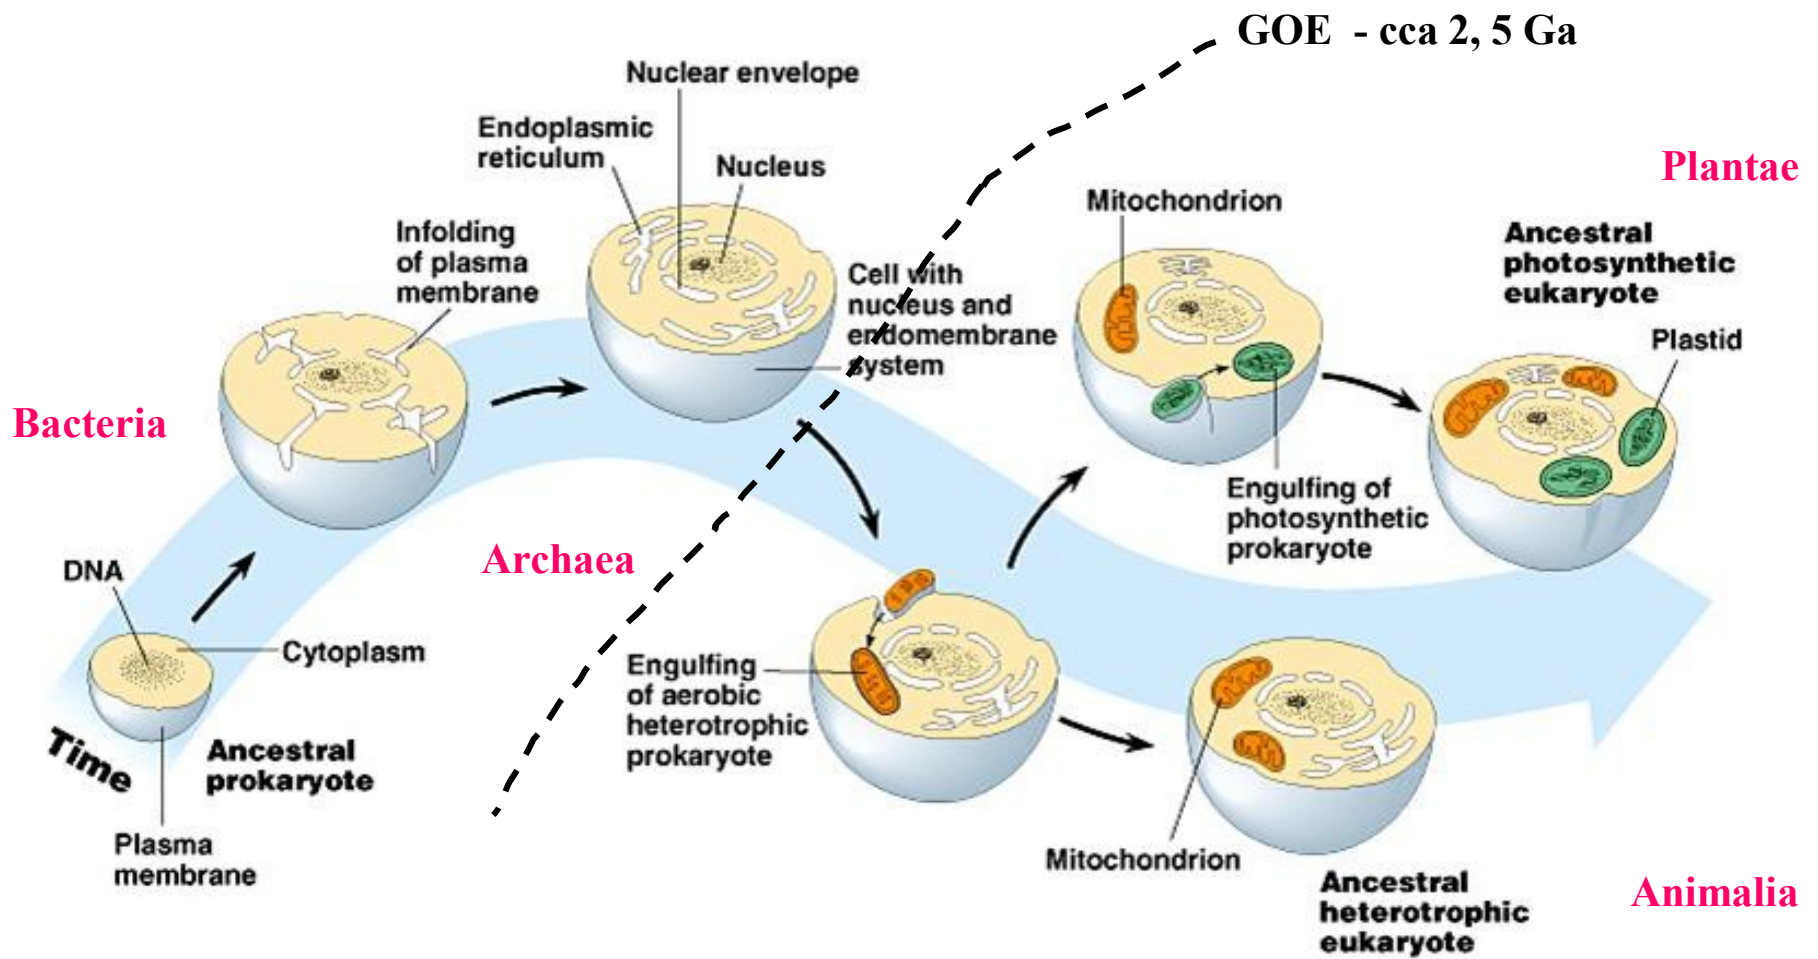 GOE - cca 2, 5 Ga
Nuclear envelope
Endoplasmic
reticulum
Nucleus
Plantae
Mitochondrion
Infolding
of plasma
membrane
Ancestral
photosynthetic
eukaryote
Cell with
nucleus and
endomembrane
system
Plastid
Bacteria
Engulfing of
photosynthetic
prokaryote
Archaea
DNA
Cytoplasm
Engulfing
of aerobic
heterotrophic
prokaryote
Time
Ancestral
prokaryote
Plasma
membrane
Mitochondrion
Ancestral
heterotrophic
eukaryote
Animalia